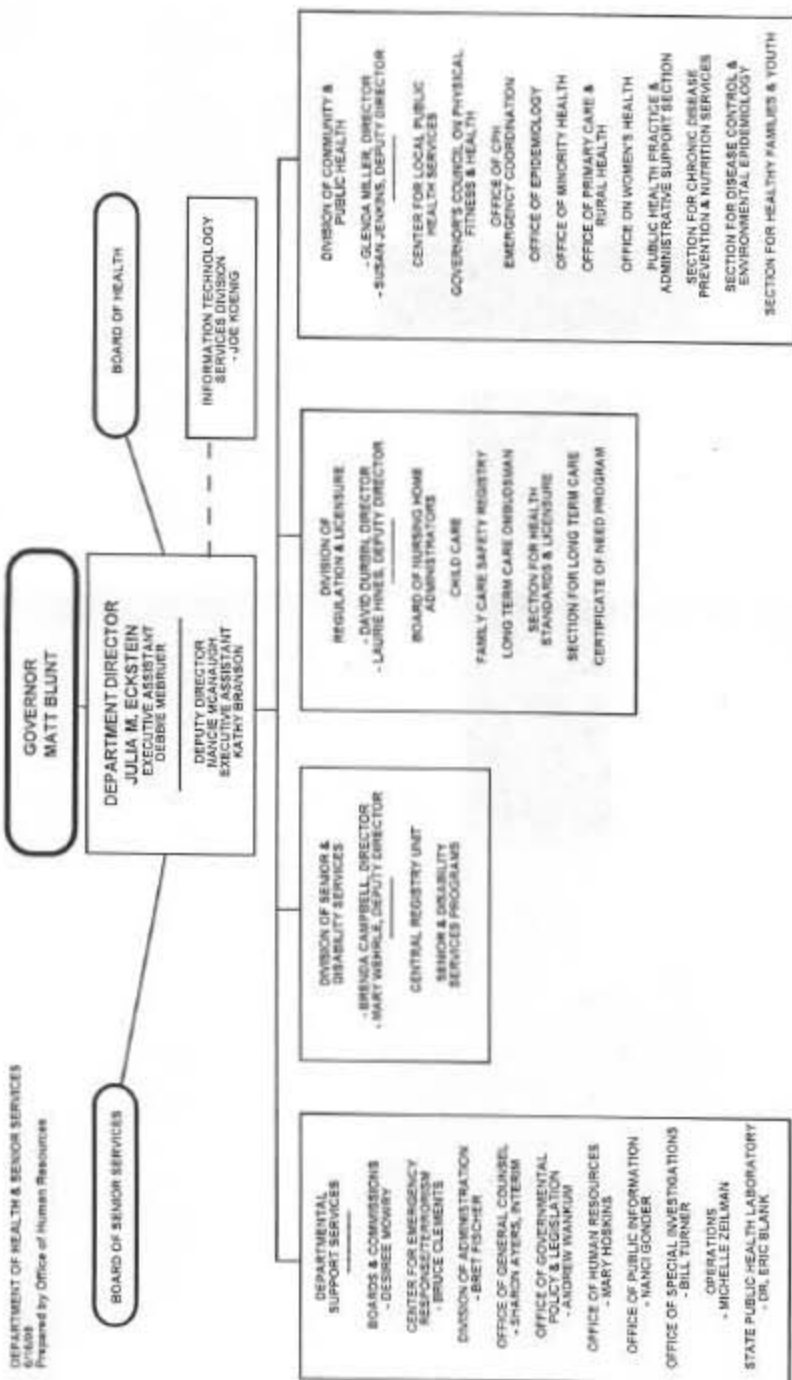 DEPARTMENT OF HEALTH & SENIOR SERVICES
6/16/08
Prepared by Office of Human Resources
GOVERNOR
MATT BLUNT
BOARD OF SENIOR SERVICES
DEPARTMENT DIRECTOR
JULIA M. ECKSTEIN
EXECUTIVE ASSISTANT
DEBBIE MEBRUER
DEPUTY DIRECTOR
NANCIE MCANAUGH
EXECUTIVE ASSISTANT
KATHY BRANSON
BOARD OF HEALTH
INFORMATION TECHNOLOGY
SERVICES DIVISION
- JOE KOENIG
DEPARTMENTAL
SUPPORT SERVICES
BOARDS & COMMISSIONS
- DESIREE MOWRY
CENTER FOR EMERGENCY
RESPONSE/TERRORISM
- BRUCE CLEMENTS
DIVISION OF ADMINISTRATION
- BRET FISCHER
OFFICE OF GENERAL COUNSEL
- SHARON AYERS, INTERIM
OFFICE OF GOVERNMENTAL
POLICY & LEGISLATION
- ANDREW WANKUM
OFFICE OF HUMAN RESOURCES
- MARY HOSKINS
OFFICE OF PUBLIC INFORMATION
- NANCI GONDER
OFFICE OF SPECIAL INVESTIGATIONS
- BILL TURNER
OPERATIONS
- MICHELLE ZEILMAN
STATE PUBLIC HEALTH LABORATORY
- DR. ERIC BLANK
DIVISION OF SENIOR &
DISABILITY SERVICES
- BRENDA CAMPBELL, DIRECTOR
- MARY WEHRLE, DEPUTY DIRECTOR
CENTRAL REGISTRY UNIT
SENIOR & DISABILITY
SERVICES PROGRAMS
DIVISION OF
REGULATION & LICENSURE
- DAVID DURBIN, DIRECTOR
- LAURIE HINES, DEPUTY DIRECTOR
BOARD OF NURSING HOME
ADMINISTRATORS
CHILD CARE
FAMILY CARE SAFETY REGISTRY
LONG TERM CARE OMBUDSMAN
SECTION FOR HEALTH
STANDARDS & LICENSURE
SECTION FOR LONG TERM CARE
CERTIFICATE OF NEED PROGRAM
DIVISION OF COMMUNITY &
PUBLIC HEALTH
- GLENDA MILLER, DIRECTOR
- SUSAN JENKINS, DEPUTY DIRECTOR
CENTER FOR LOCAL PUBLIC
HEALTH SERVICES
GOVERNOR'S COUNCIL ON PHYSICAL
FITNESS & HEALTH
OFFICE OF CPH
EMERGENCY COORDINATION
OFFICE OF EPIDEMIOLOGY
OFFICE OF MINORITY HEALTH
OFFICE OF PRIMARY CARE &
RURAL HEALTH
OFFICE ON WOMEN'S HEALTH
PUBLIC HEALTH PRACTICE &
ADMINISTRATIVE SUPPORT SECTION
SECTION FOR CHRONIC DISEASE
PREVENTION & NUTRITION SERVICES
SECTION FOR DISEASE CONTROL &
ENVIRONMENTAL EPIDEMIOLOGY
SECTION FOR HEALTHY FAMILIES & YOUTH